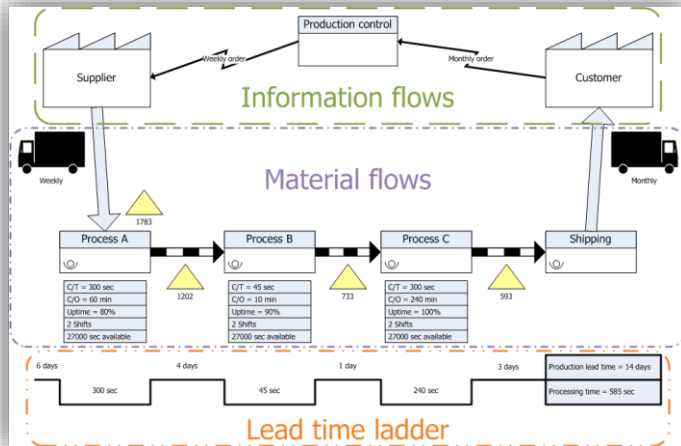 Production control
Supplier
Weekly order
Monthly order
Customer
Information flows
Weekly
Material flows
Monthly
1783
Process A
Process B
Process C
Shipping
1202
733
593
C/T = 300 sec
C/O = 60 min
Uptime = 80%
2 Shifts
27000 sec available
C/T = 45 sec
C/O = 10 min
Uptime = 90%
2 Shifts
27000 sec available
C/T = 300 sec
C/O = 240 min
Uptime = 100%
2 Shifts
27000 sec available
6 days
4 days
1 day
3 days
Production lead time = 14 days
300 sec
45 sec
240 sec
Processing time = 585 sec
Lead time ladder